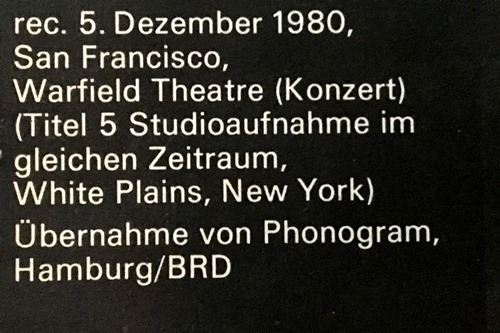 rec. 5. Dezember 1980,
San Francisco,
Warfield Theatre (Konzert)
(Titel 5 Studioaufnahme im
gleichen Zeitraum,
White Plains, New York)
Übernahme von Phonogram,
Hamburg/BRD